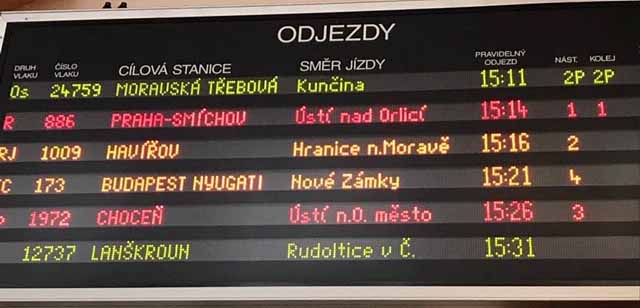 ODJEZDY
DRUH VLAKU ČÍSLO VLAKU CÍLOVÁ STANICE SMĚR JÍZDY PRAVIDELNÝ ODJEZD NÁST. KOLEJ
Os 24759 MORAVSKÁ TŘEBOVÁ Kunčina 15:11 2P 2P
R 886 PRAHA-SMÍCHOV Ústí nad Orlicí 15:14 1 1
RJ 1009 HAVÍŘOV Hranice n.Moravě 15:16 2
173 BUDAPEST NYUGATI Nové Zámky 15:21 4
1972 CHOCEŇ Ústí n.O. město 15:26 3
12737 LANŠKROUN Rudoltice v Č. 15:31